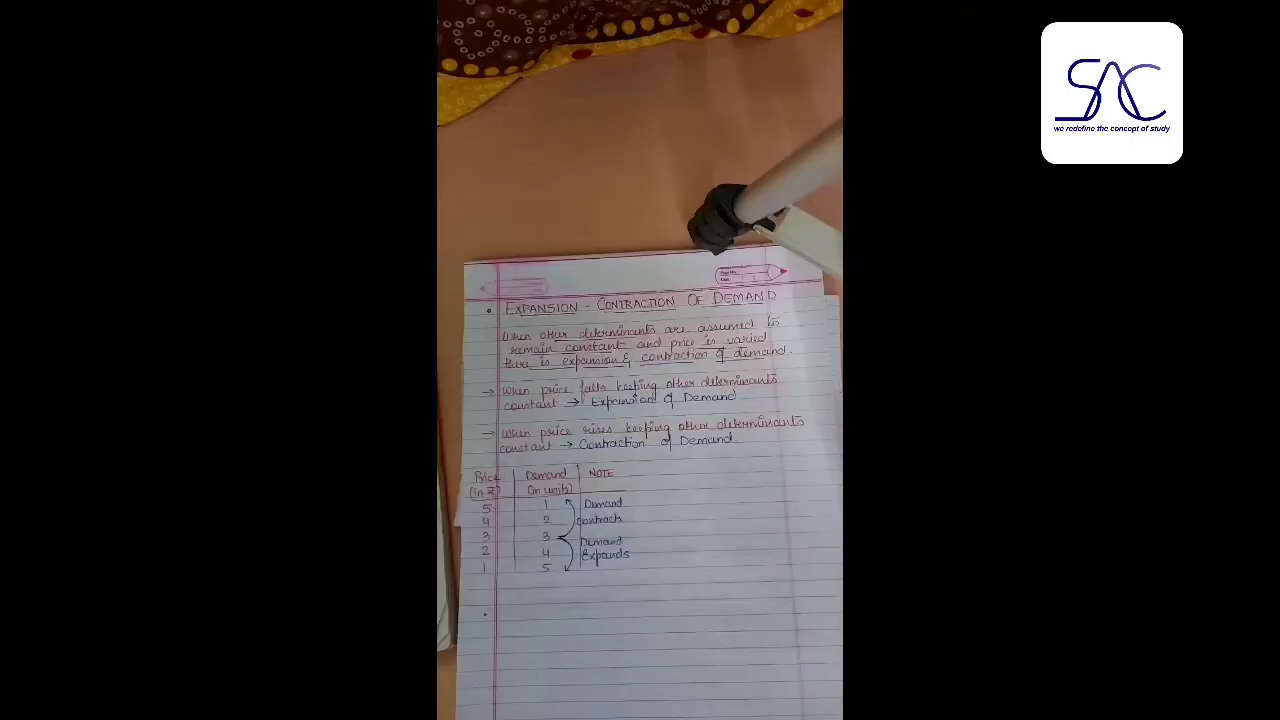 SAC
we redefine the concept of study
Page No.:
Date:
EXPANSION - CONTRACTION OF DEMAND
When other determinants are assumed to
remain constant and price is varied
there is expansion & contraction of demand.
→ When price falls keeping other determinants
constant → Expansion of Demand
→ When price rises keeping other determinants
constant → Contraction of Demand.
Price (in ₹) | Demand (in units) | NOTE
5 1 Demand
4 2 Contracts
3 3 Demand
2 4 Expands
1 5